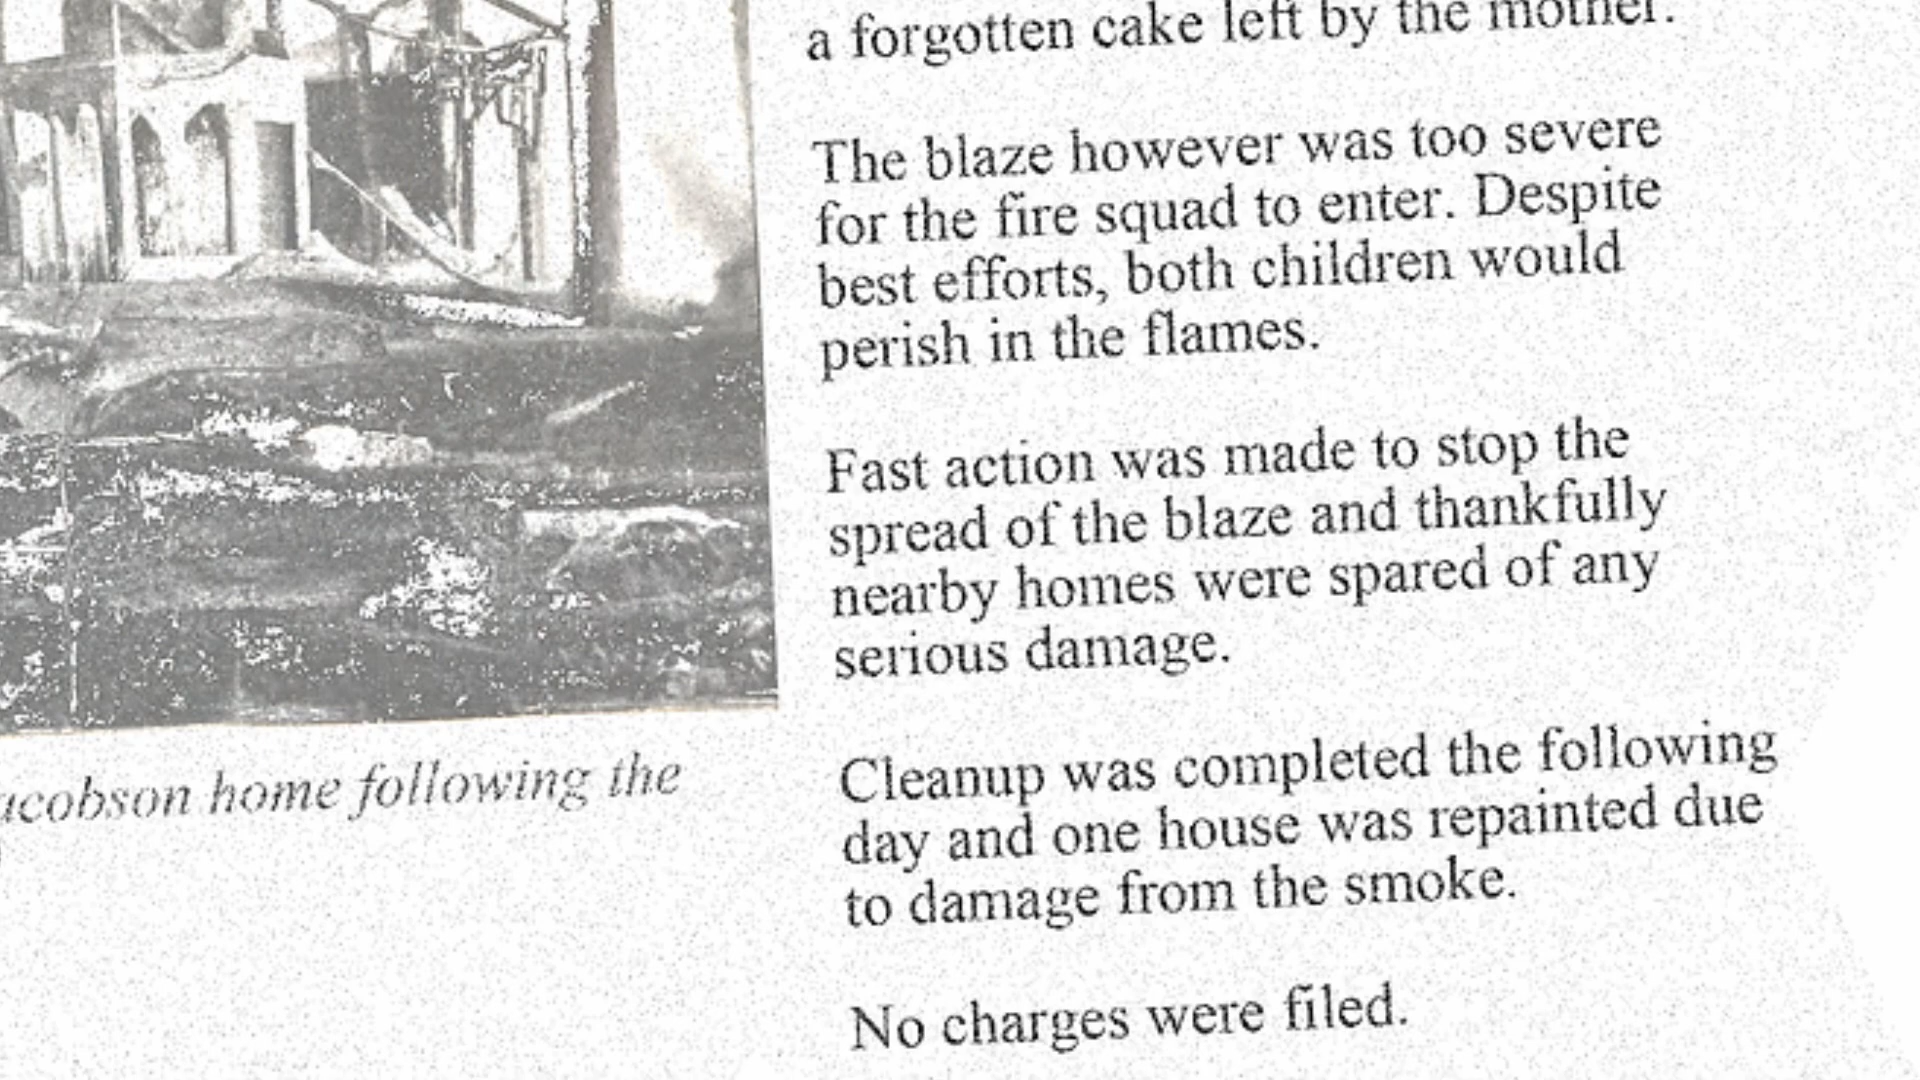 a forgotten cake left by the mother.
The blaze however was too severe
for the fire squad to enter. Despite
best efforts, both children would
perish in the flames.
Fast action was made to stop the
spread of the blaze and thankfully
nearby homes were spared of any
serious damage.
Cleanup was completed the following
day and one house was repainted due
to damage from the smoke.
No charges were filed.
acobson home following the